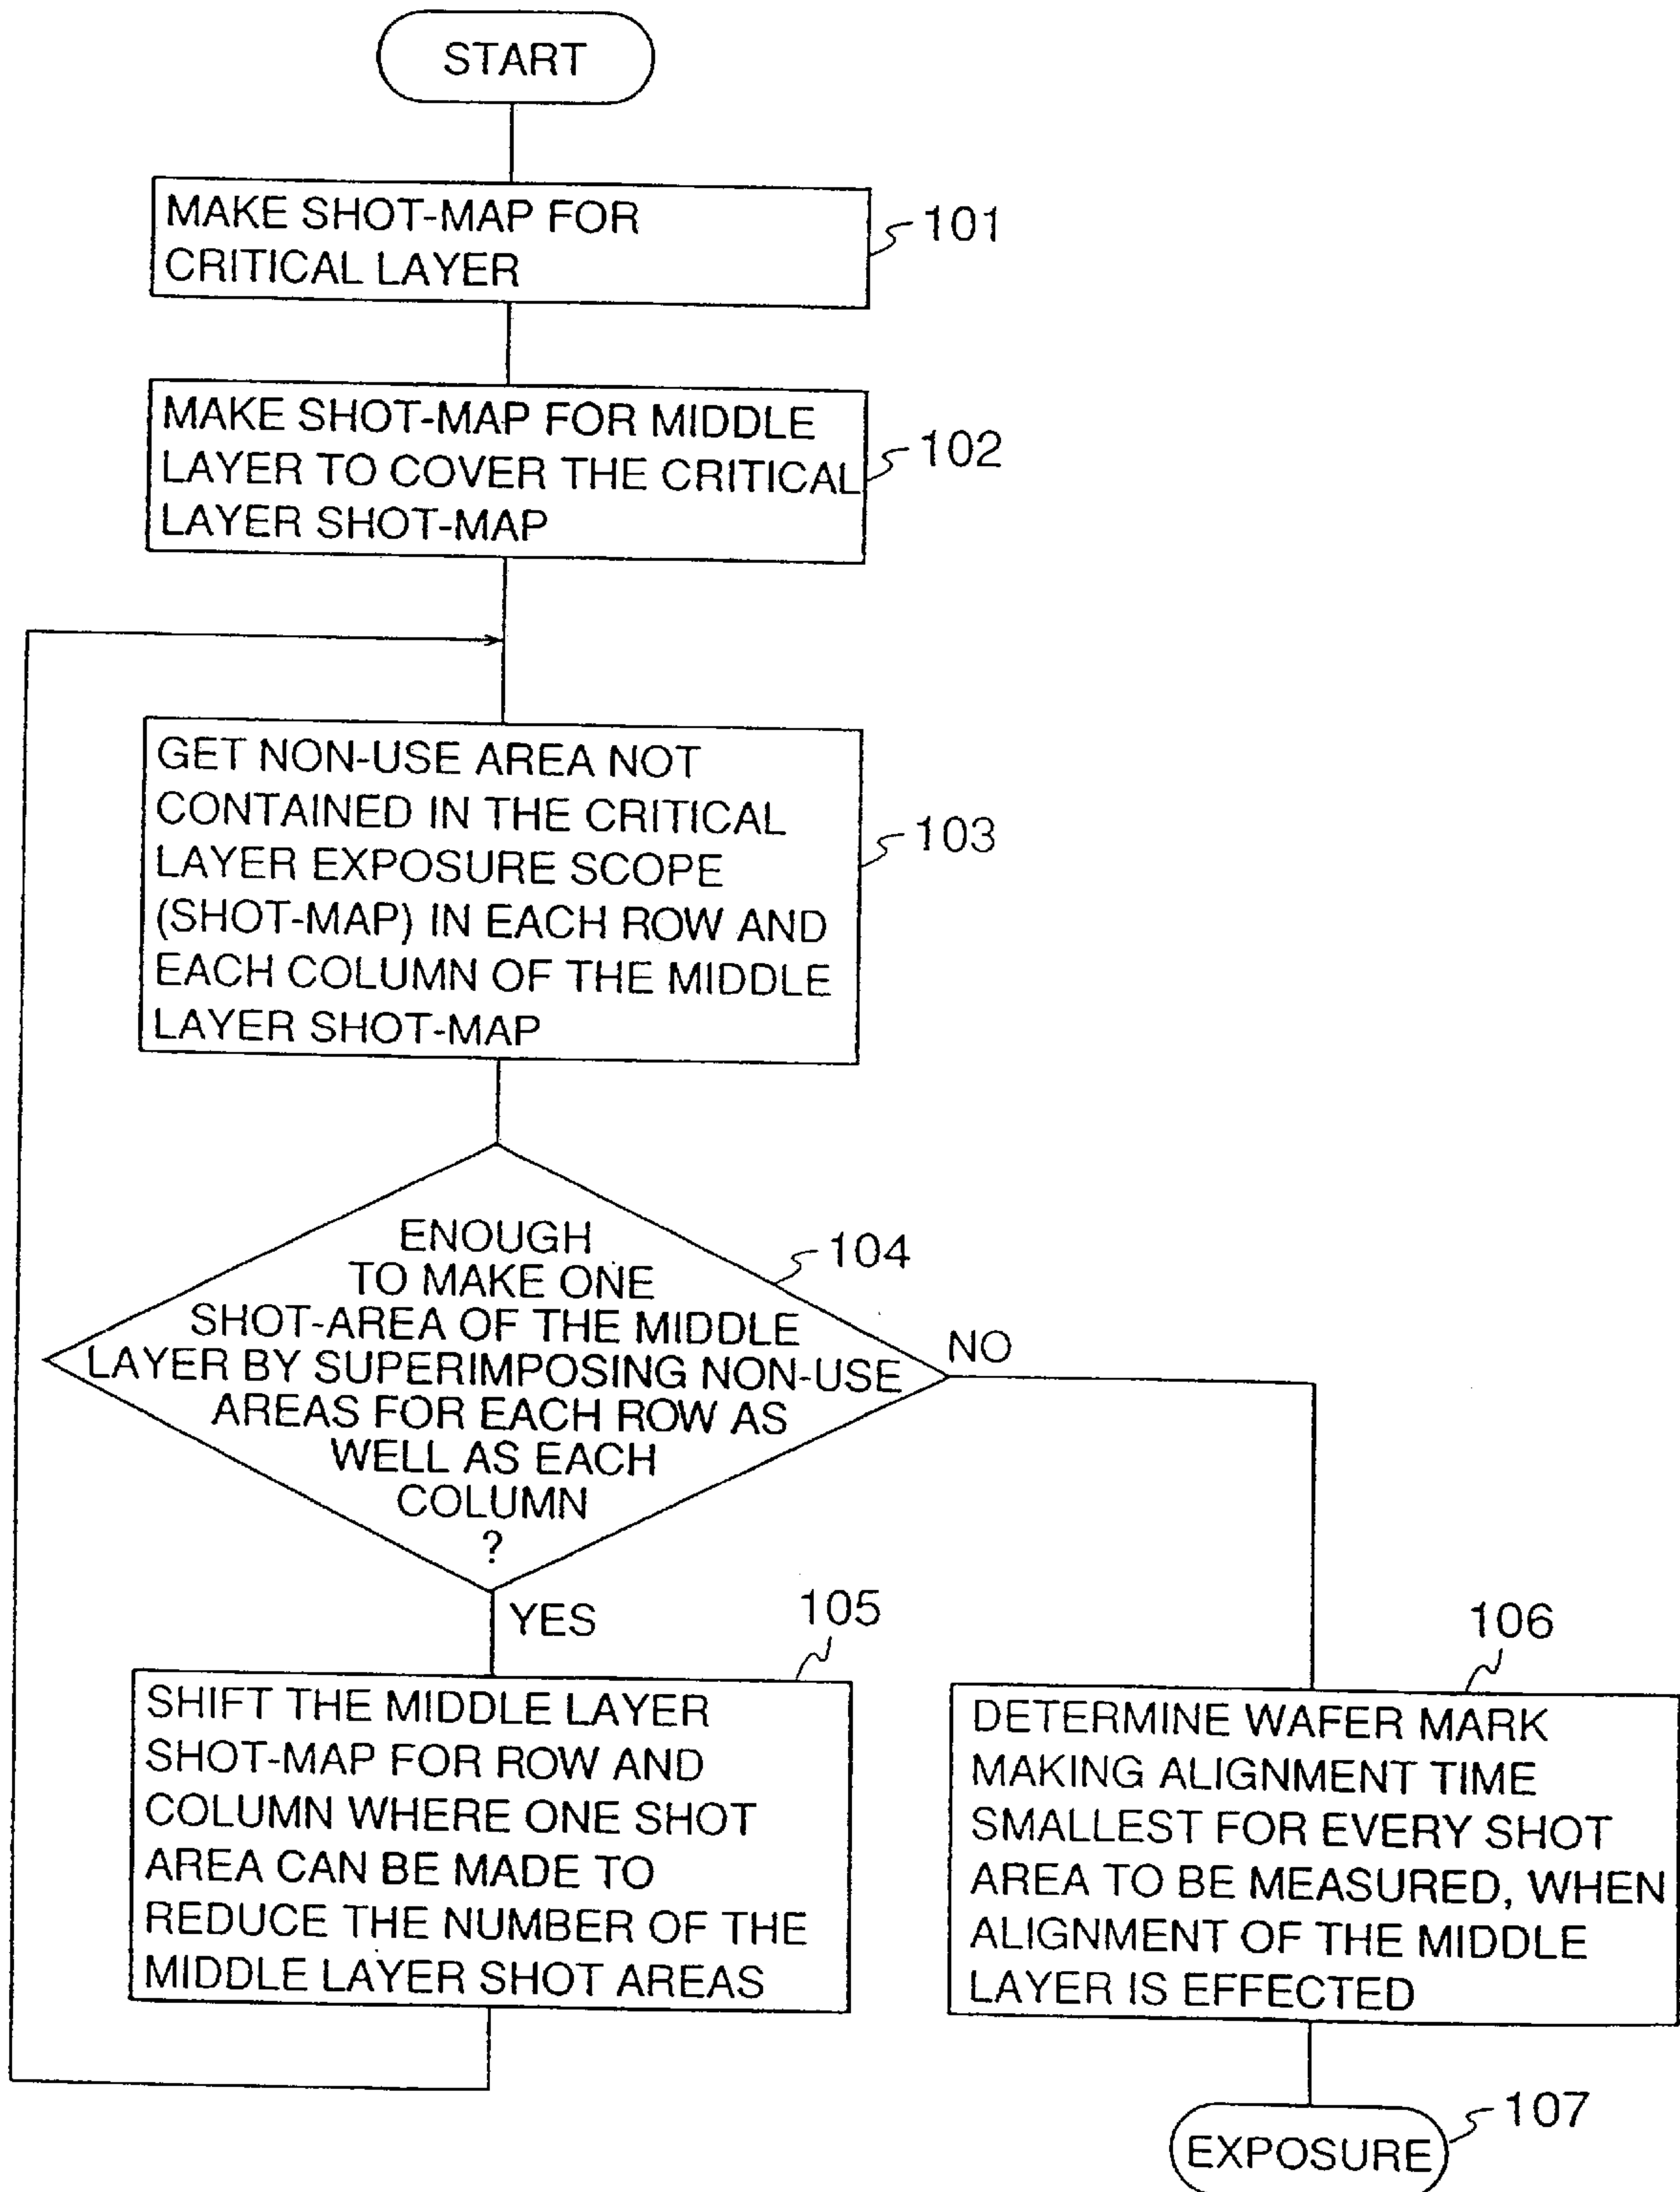 START
MAKE SHOT-MAP FOR
CRITICAL LAYER
101
MAKE SHOT-MAP FOR MIDDLE
LAYER TO COVER THE CRITICAL
LAYER SHOT-MAP
102
GET NON-USE AREA NOT
CONTAINED IN THE CRITICAL
LAYER EXPOSURE SCOPE
(SHOT-MAP) IN EACH ROW AND
EACH COLUMN OF THE MIDDLE
LAYER SHOT-MAP
103
ENOUGH
TO MAKE ONE
SHOT-AREA OF THE MIDDLE
LAYER BY SUPERIMPOSING NON-USE
AREAS FOR EACH ROW AS
WELL AS EACH
COLUMN
?
104
NO
YES
105
SHIFT THE MIDDLE LAYER
SHOT-MAP FOR ROW AND
COLUMN WHERE ONE SHOT
AREA CAN BE MADE TO
REDUCE THE NUMBER OF THE
MIDDLE LAYER SHOT AREAS
106
DETERMINE WAFER MARK
MAKING ALIGNMENT TIME
SMALLEST FOR EVERY SHOT
AREA TO BE MEASURED, WHEN
ALIGNMENT OF THE MIDDLE
LAYER IS EFFECTED
EXPOSURE
107